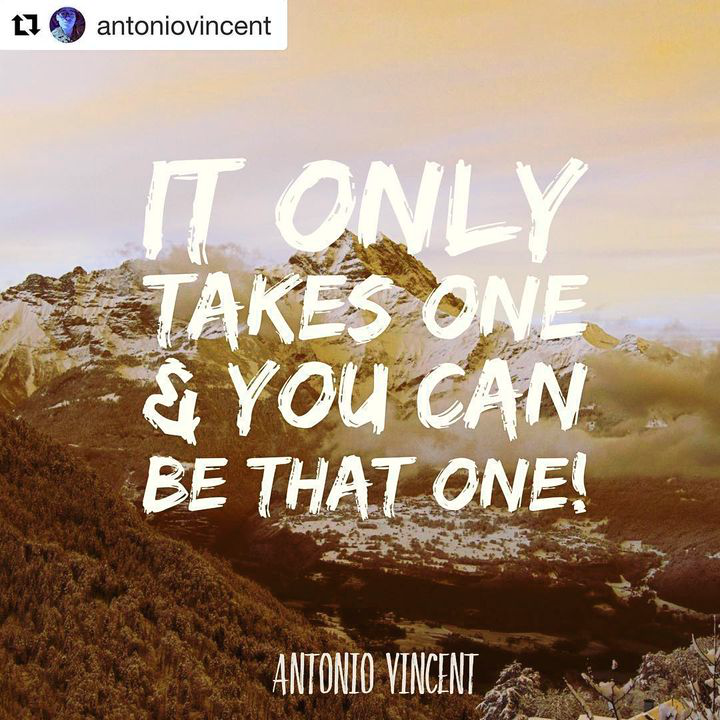 antoniovincent
IT ONLY
TAKES ONE
& YOU CAN
BE THAT ONE!
ANTONIO VINCENT